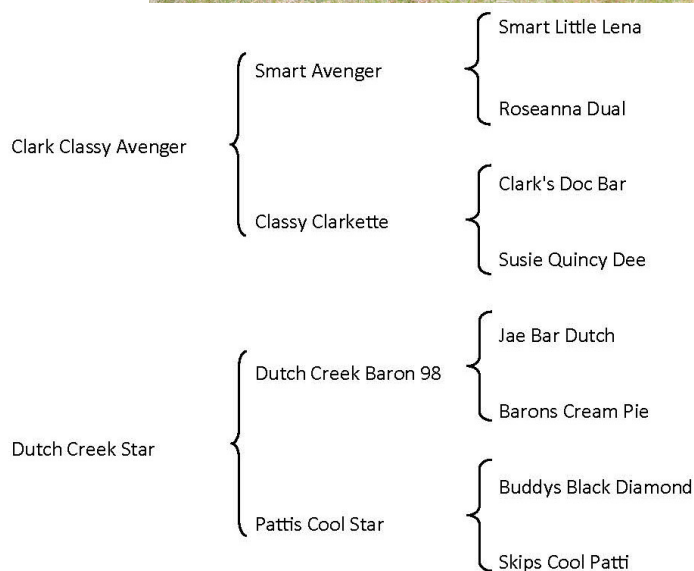 Smart Little Lena
Smart Avenger
Roseanna Dual
Clark Classy Avenger
Clark's Doc Bar
Classy Clarkette
Susie Quincy Dee
Jae Bar Dutch
Dutch Creek Baron 98
Barons Cream Pie
Dutch Creek Star
Buddys Black Diamond
Pattis Cool Star
Skips Cool Patti